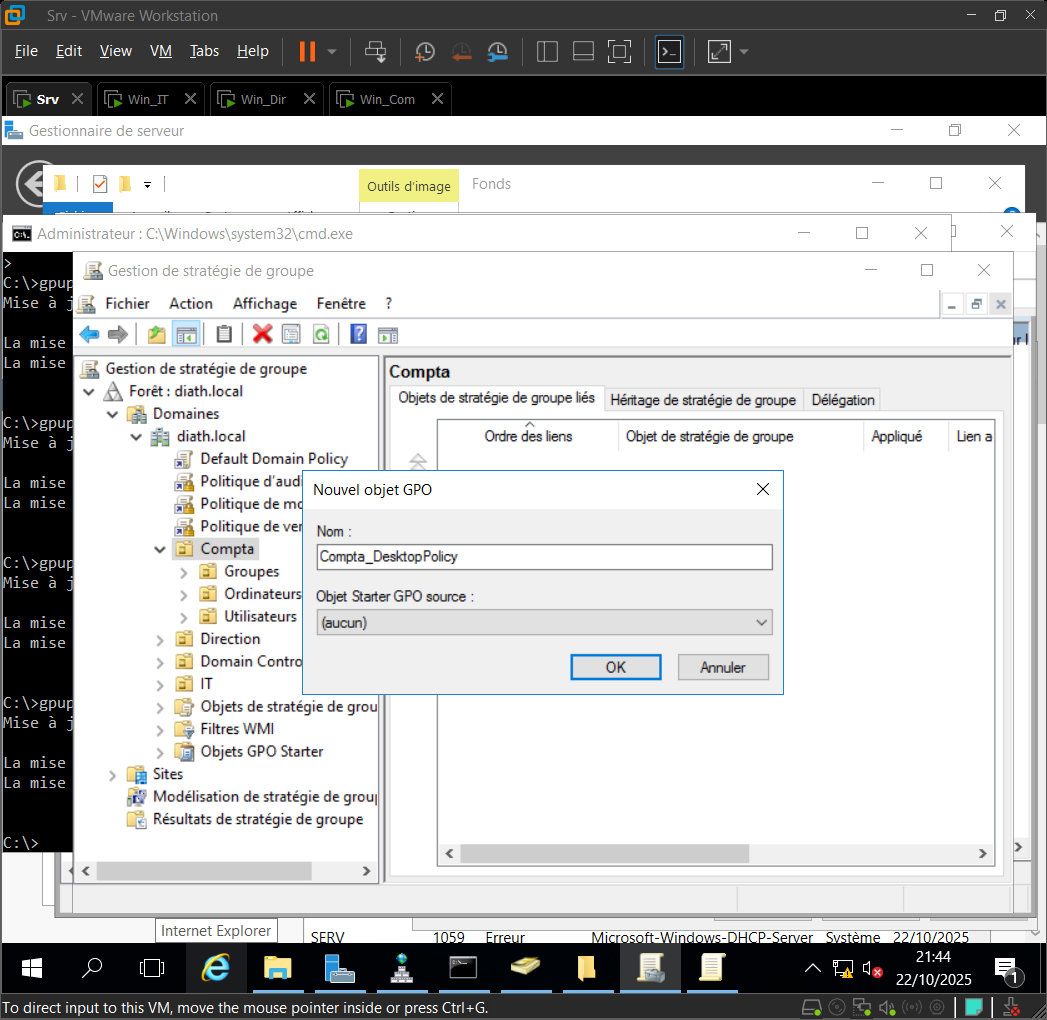 Srv - VMware Workstation
File Edit View VM Tabs Help
Srv Win_IT Win_Dir Win_Com
Gestionnaire de serveur
Outils d'image Fonds
Administrateur : C:\Windows\system32\cmd.exe
>
C:\>gpup
Mise à j
La mise
La mise
C:\>gpup
Mise à j
La mise
La mise
C:\>gpup
Mise à j
La mise
La mise
C:\>gpup
Mise à j
La mise
La mise
C:\>
Gestion de stratégie de groupe
Fichier Action Affichage Fenêtre ?
Gestion de stratégie de groupe
Forêt : diath.local
Domaines
diath.local
Default Domain Policy
Politique d'audi
Politique de mo
Politique de ver
Compta
Groupes
Ordinateurs
Utilisateurs
Direction
Domain Contro
IT
Objets de stratégie de grou
Filtres WMI
Objets GPO Starter
Sites
Modélisation de stratégie de group
Résultats de stratégie de groupe
Compta
Objets de stratégie de groupe liés Héritage de stratégie de groupe Délégation
Ordre des liens Objet de stratégie de groupe Appliqué Lien a
Nouvel objet GPO
Nom :
Compta_DesktopPolicy
Objet Starter GPO source :
(aucun)
OK Annuler
Internet Explorer
SERV 1059 Erreur Microsoft-Windows-DHCP-Server Système 22/10/2025
21:44
22/10/2025
1
To direct input to this VM, move the mouse pointer inside or press Ctrl+G.